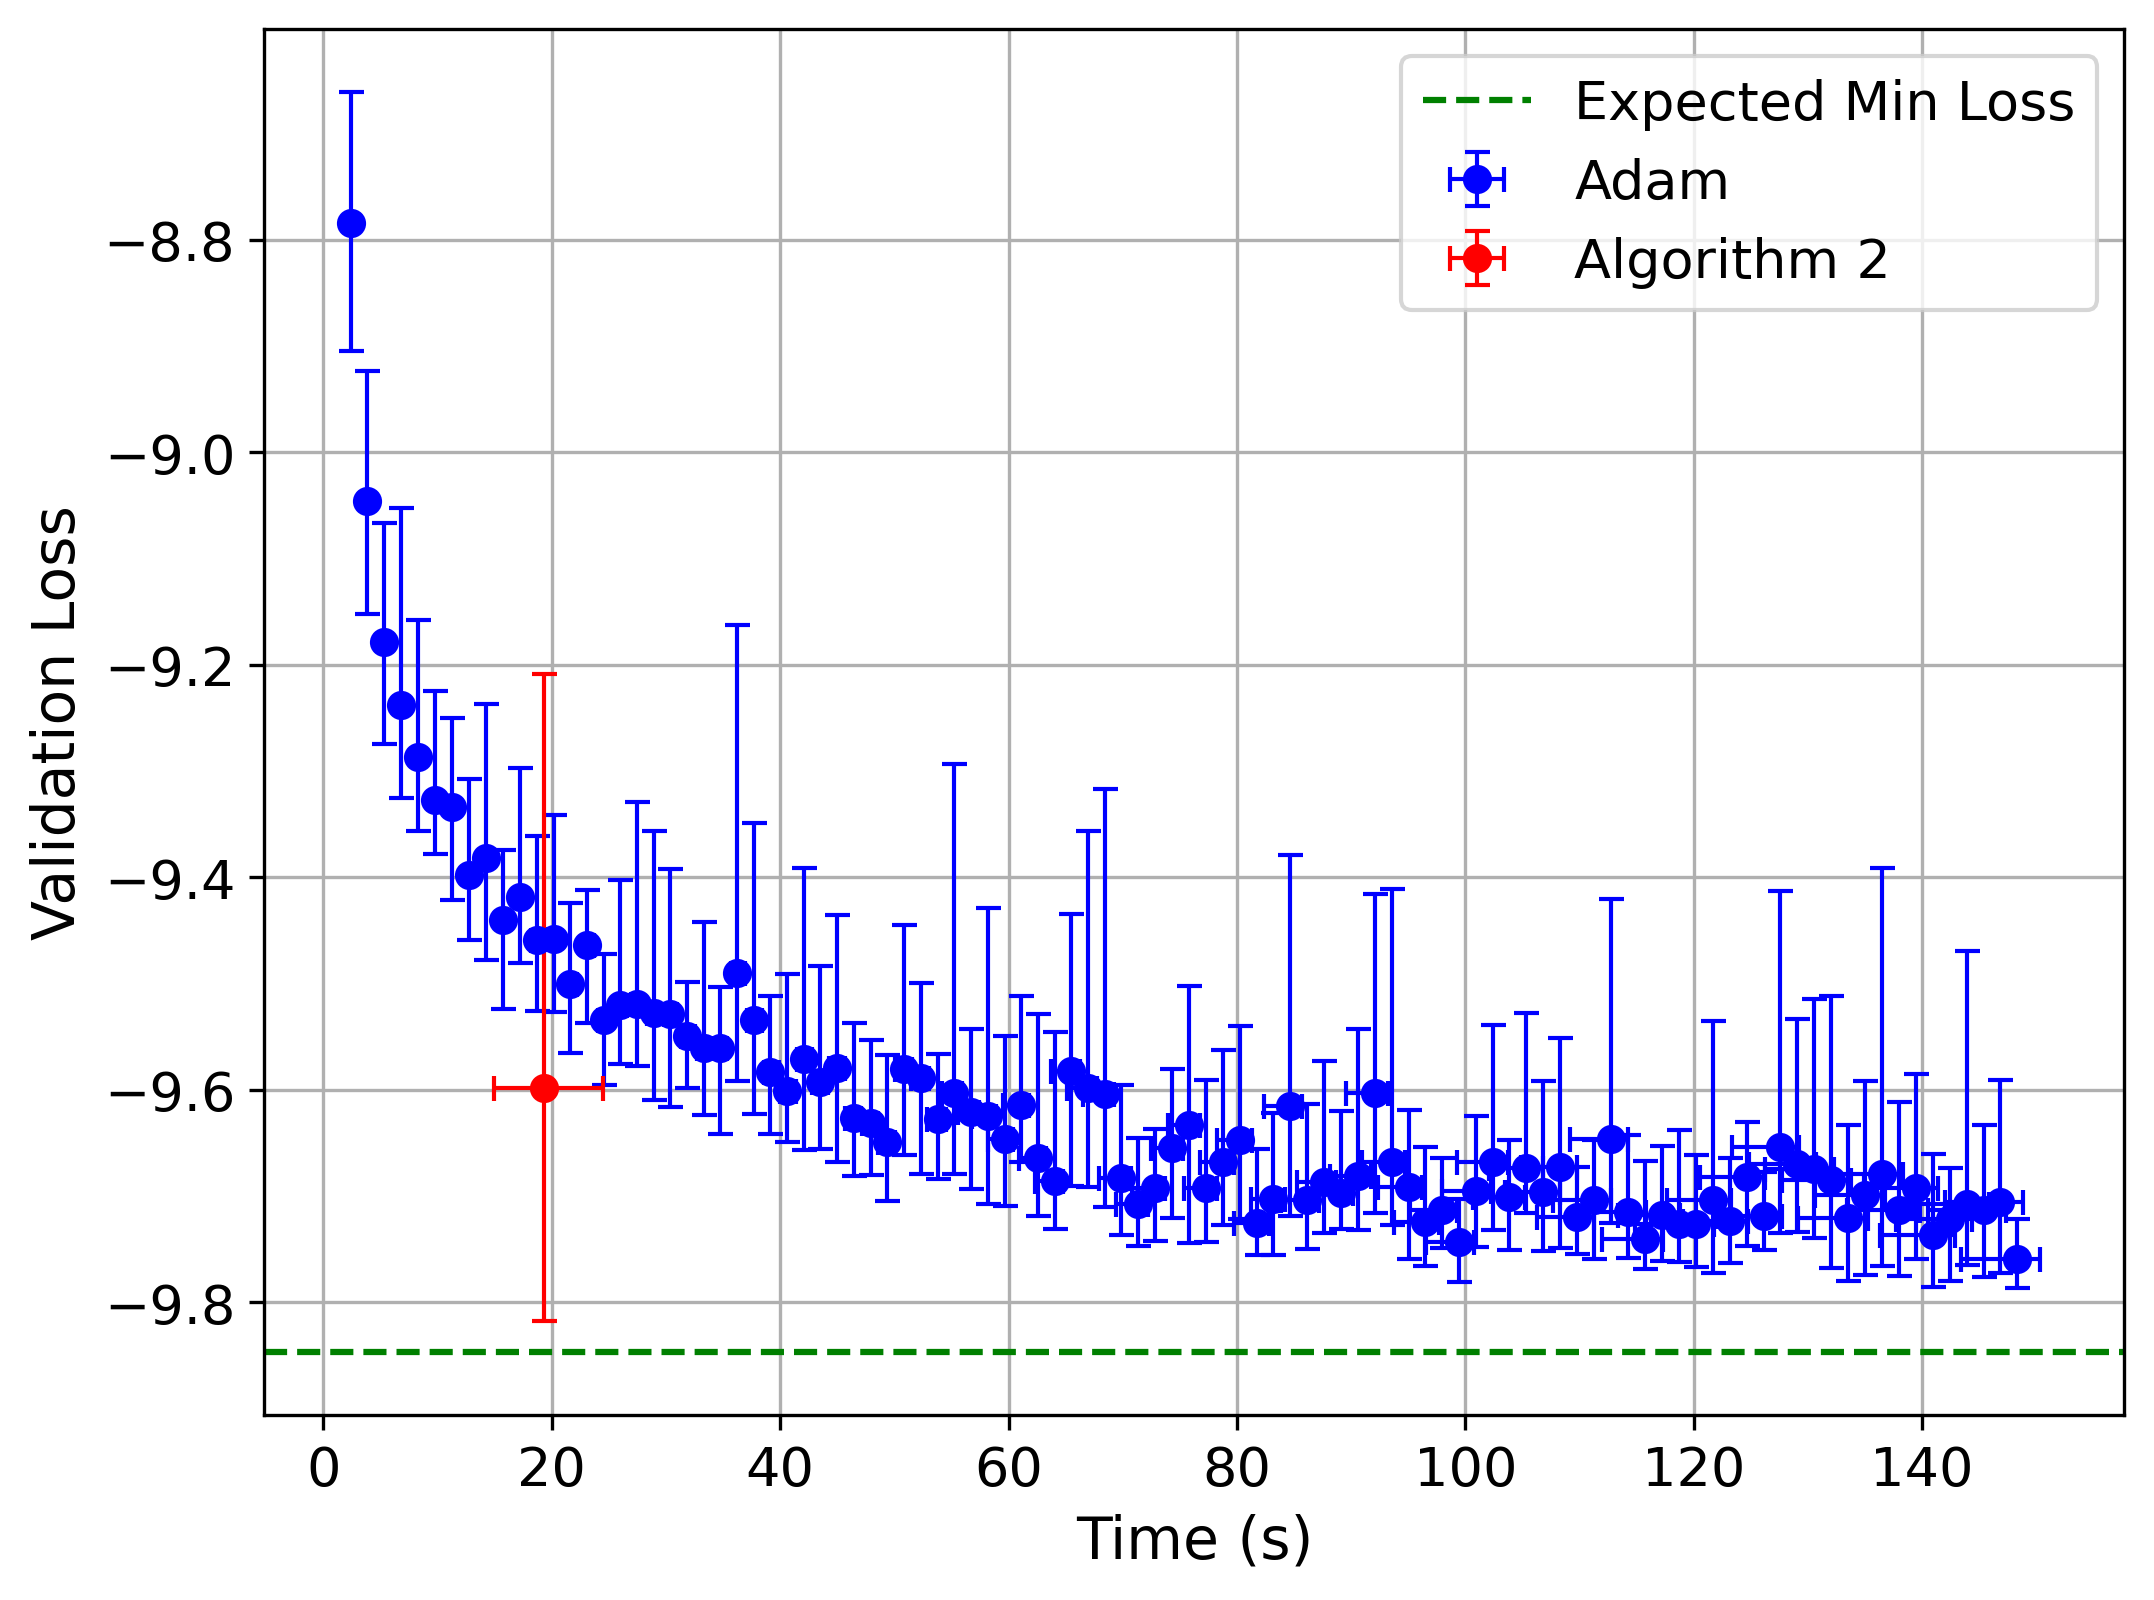 Expected Min Loss
Adam
Algorithm 2
−8.8
−9.0
−9.2
−9.4
−9.6
−9.8
Validation Loss
0 20 40 60 80 100 120 140
Time (s)